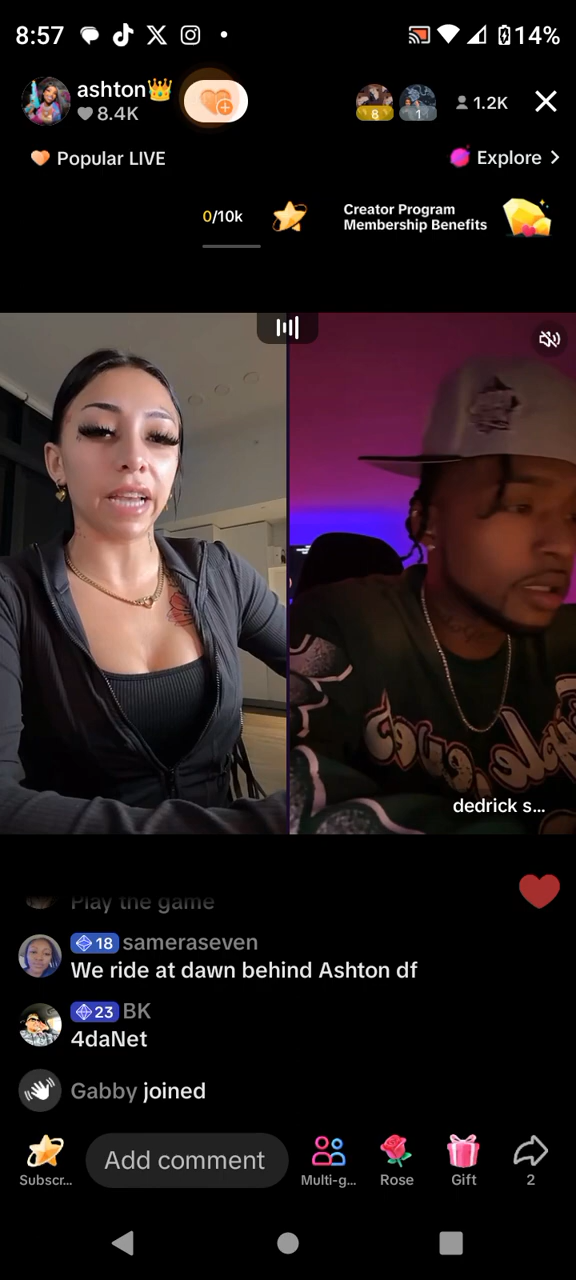 8:57
14%
ashton👑
8.4K
8
1
1.2K
Popular LIVE
Explore >
0/10k
Creator Program
Membership Benefits
dedrick s...
Play the game
18 sameraseven
We ride at dawn behind Ashton df
23 BK
4daNet
Gabby joined
Add comment
Subscr...
Multi-g...
Rose
Gift
2